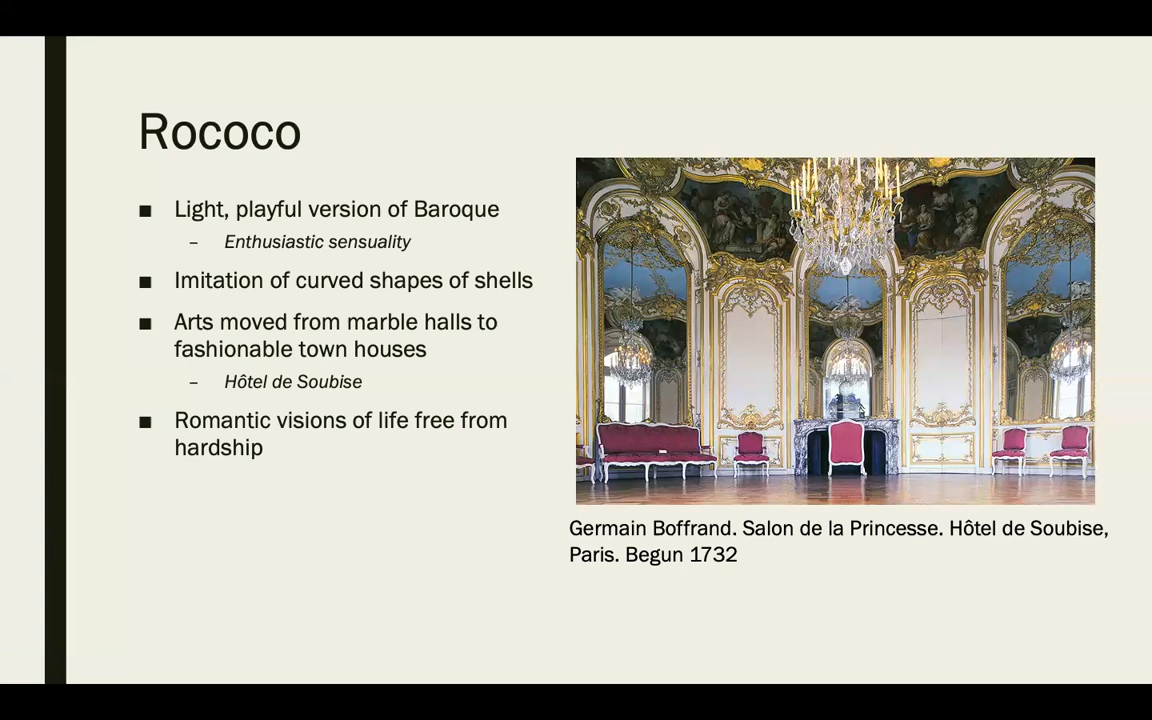 Rococo
■ Light, playful version of Baroque
– Enthusiastic sensuality
■ Imitation of curved shapes of shells
■ Arts moved from marble halls to
fashionable town houses
– Hôtel de Soubise
■ Romantic visions of life free from
hardship
Germain Boffrand. Salon de la Princesse. Hôtel de Soubise,
Paris. Begun 1732